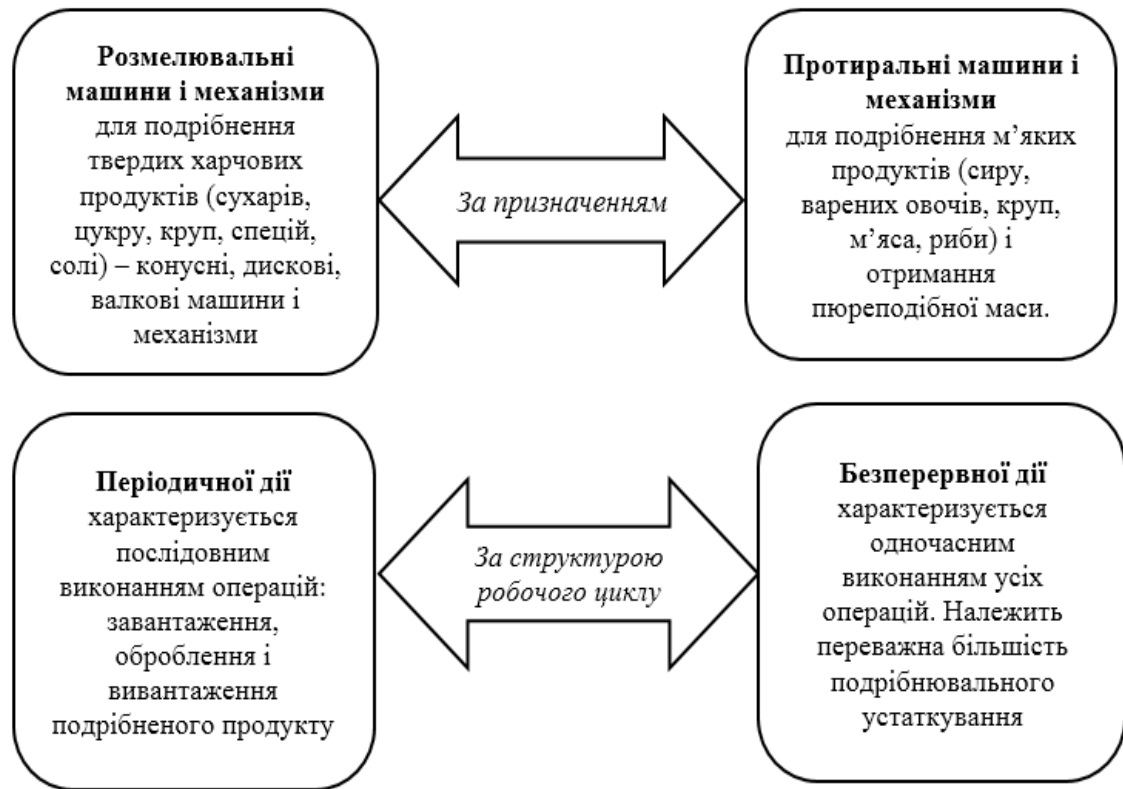 Розмелювальні
машини і механізми
для подрібнення
твердих харчових
продуктів (сухарів,
цукру, круп, спецій,
солі) – конусні, дискові,
валкові машини і
механізми
За призначенням
Протиральні машини і
механізми
для подрібнення м’яких
продуктів (сиру,
варених овочів, круп,
м’яса, риби) і
отримання
пюреподібної маси.
Періодичної дії
характеризується
послідовним
виконанням операцій:
завантаження,
оброблення і
вивантаження
подрібненого продукту
За структурою
робочого циклу
Безперервної дії
характеризується
одночасним
виконанням усіх
операцій. Належить
переважна більшість
подрібнювального
устаткування